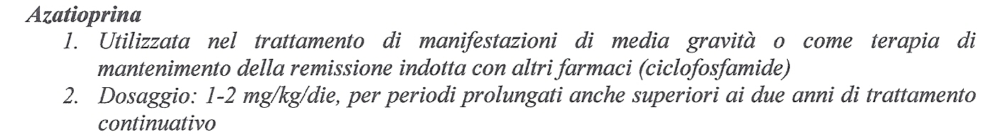 Azatioprina
1. Utilizzata nel trattamento di manifestazioni di media gravità o come terapia di
mantenimento della remissione indotta con altri farmaci (ciclofosfamide)
2. Dosaggio: 1-2 mg/kg/die, per periodi prolungati anche superiori ai due anni di trattamento
continuativo